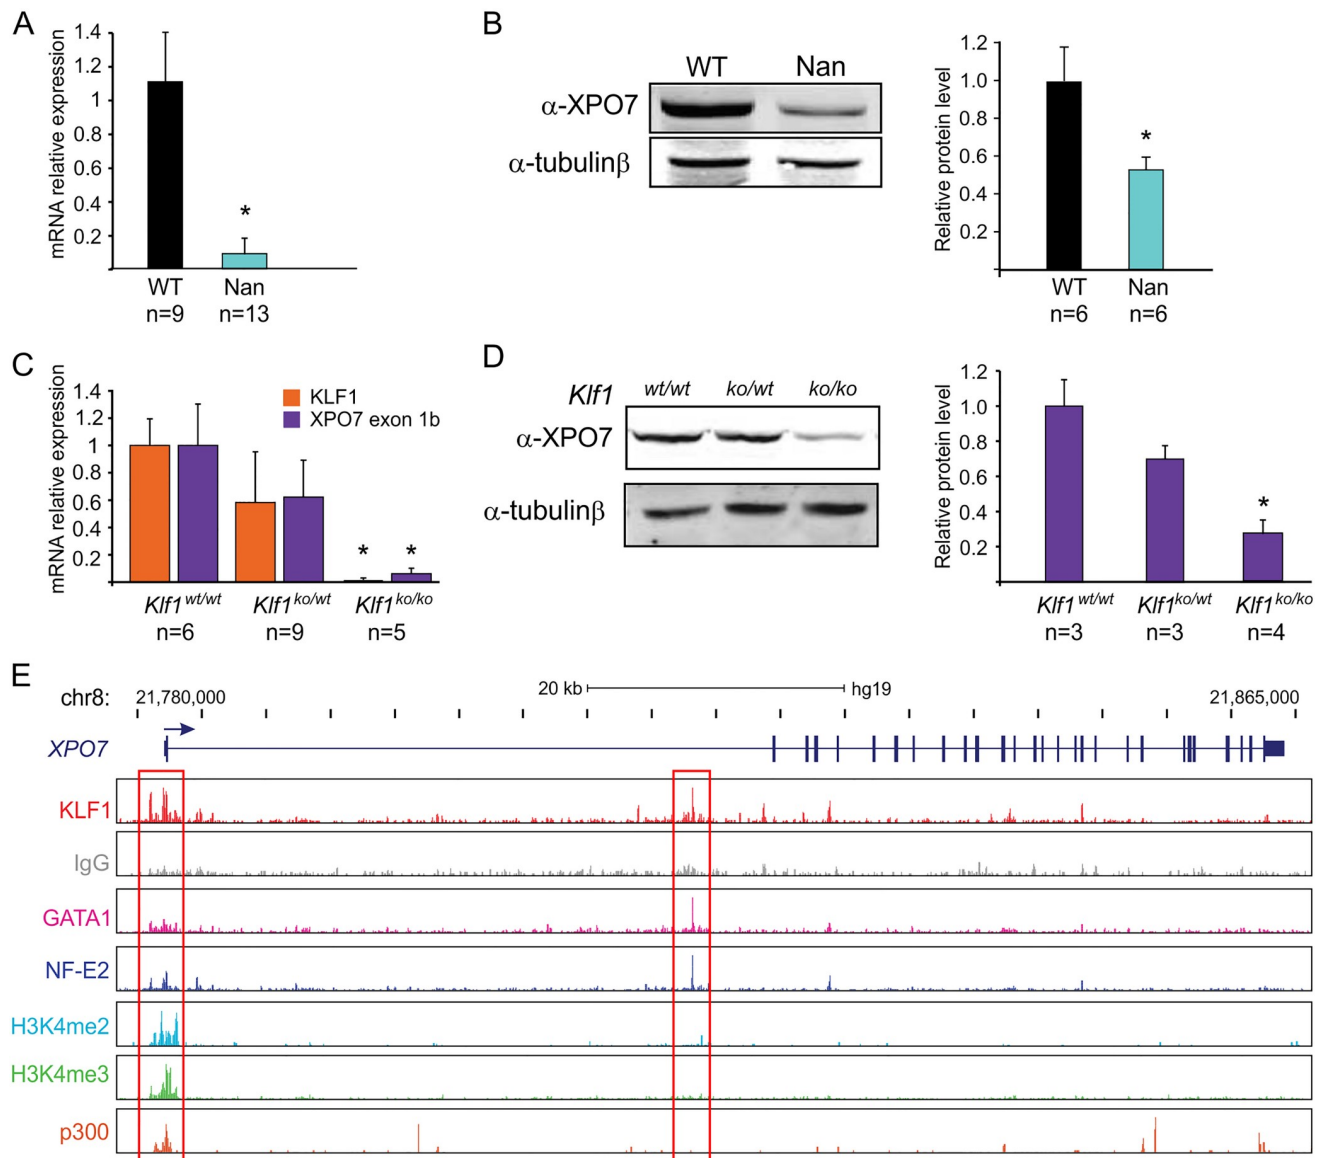 A
mRNA relative expression
1.4
1.2
1
0.8
0.6
0.4
0.2
*
WT
Nan
n=9
n=13
B
WT
Nan
α-XPO7
α-tubulinβ
Relative protein level
1.2
1.0
0.8
0.6
0.4
0.2
*
WT
Nan
n=6
n=6
C
mRNA relative expression
1.4
1.2
1
0.8
0.6
0.4
0.2
KLF1
XPO7 exon 1b
*
*
Klf1 wt/wt
Klf1 ko/wt
Klf1 ko/ko
n=6
n=9
n=5
D
Klf1
wt/wt
ko/wt
ko/ko
α-XPO7
α-tubulinβ
Relative protein level
1.2
1.0
0.8
0.6
0.4
0.2
*
Klf1 wt/wt
Klf1 ko/wt
Klf1 ko/ko
n=3
n=3
n=4
E
chr8:
21,780,000
20 kb
hg19
21,865,000
XPO7
KLF1
IgG
GATA1
NF-E2
H3K4me2
H3K4me3
p300